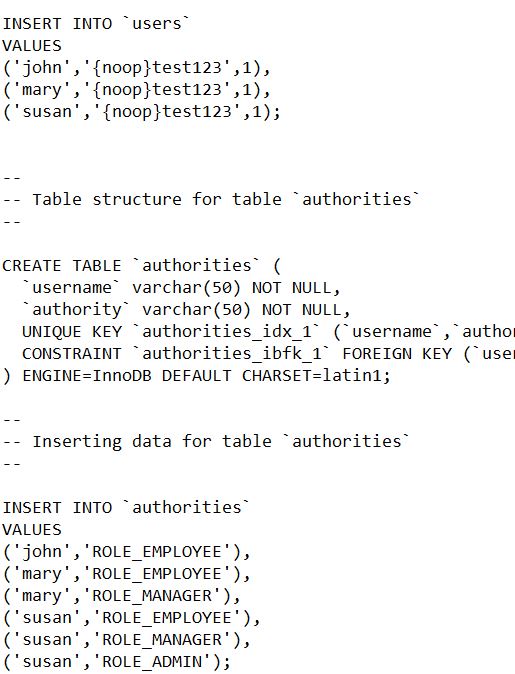 INSERT INTO `users`
VALUES
('john','{noop}test123',1),
('mary','{noop}test123',1),
('susan','{noop}test123',1);
--
-- Table structure for table `authorities`
--
CREATE TABLE `authorities` (
`username` varchar(50) NOT NULL,
`authority` varchar(50) NOT NULL,
UNIQUE KEY `authorities_idx_1` (`username`,`autho
CONSTRAINT `authorities_ibfk_1` FOREIGN KEY (`user
) ENGINE=InnoDB DEFAULT CHARSET=latin1;
--
-- Inserting data for table `authorities`
--
INSERT INTO `authorities`
VALUES
('john','ROLE_EMPLOYEE'),
('mary','ROLE_EMPLOYEE'),
('mary','ROLE_MANAGER'),
('susan','ROLE_EMPLOYEE'),
('susan','ROLE_MANAGER'),
('susan','ROLE_ADMIN');